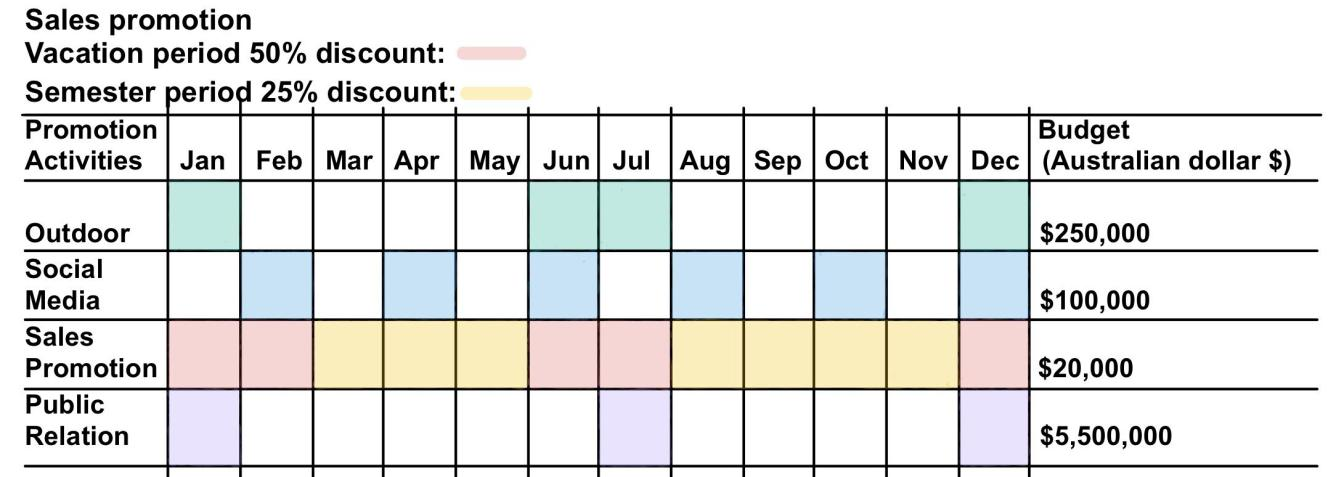 Sales promotion
Vacation period 50% discount:
Semester period 25% discount:
Promotion Activities Jan Feb Mar Apr May Jun Jul Aug Sep Oct Nov Dec Budget (Australian dollar $)
Outdoor $250,000
Social Media $100,000
Sales Promotion $20,000
Public Relation $5,500,000